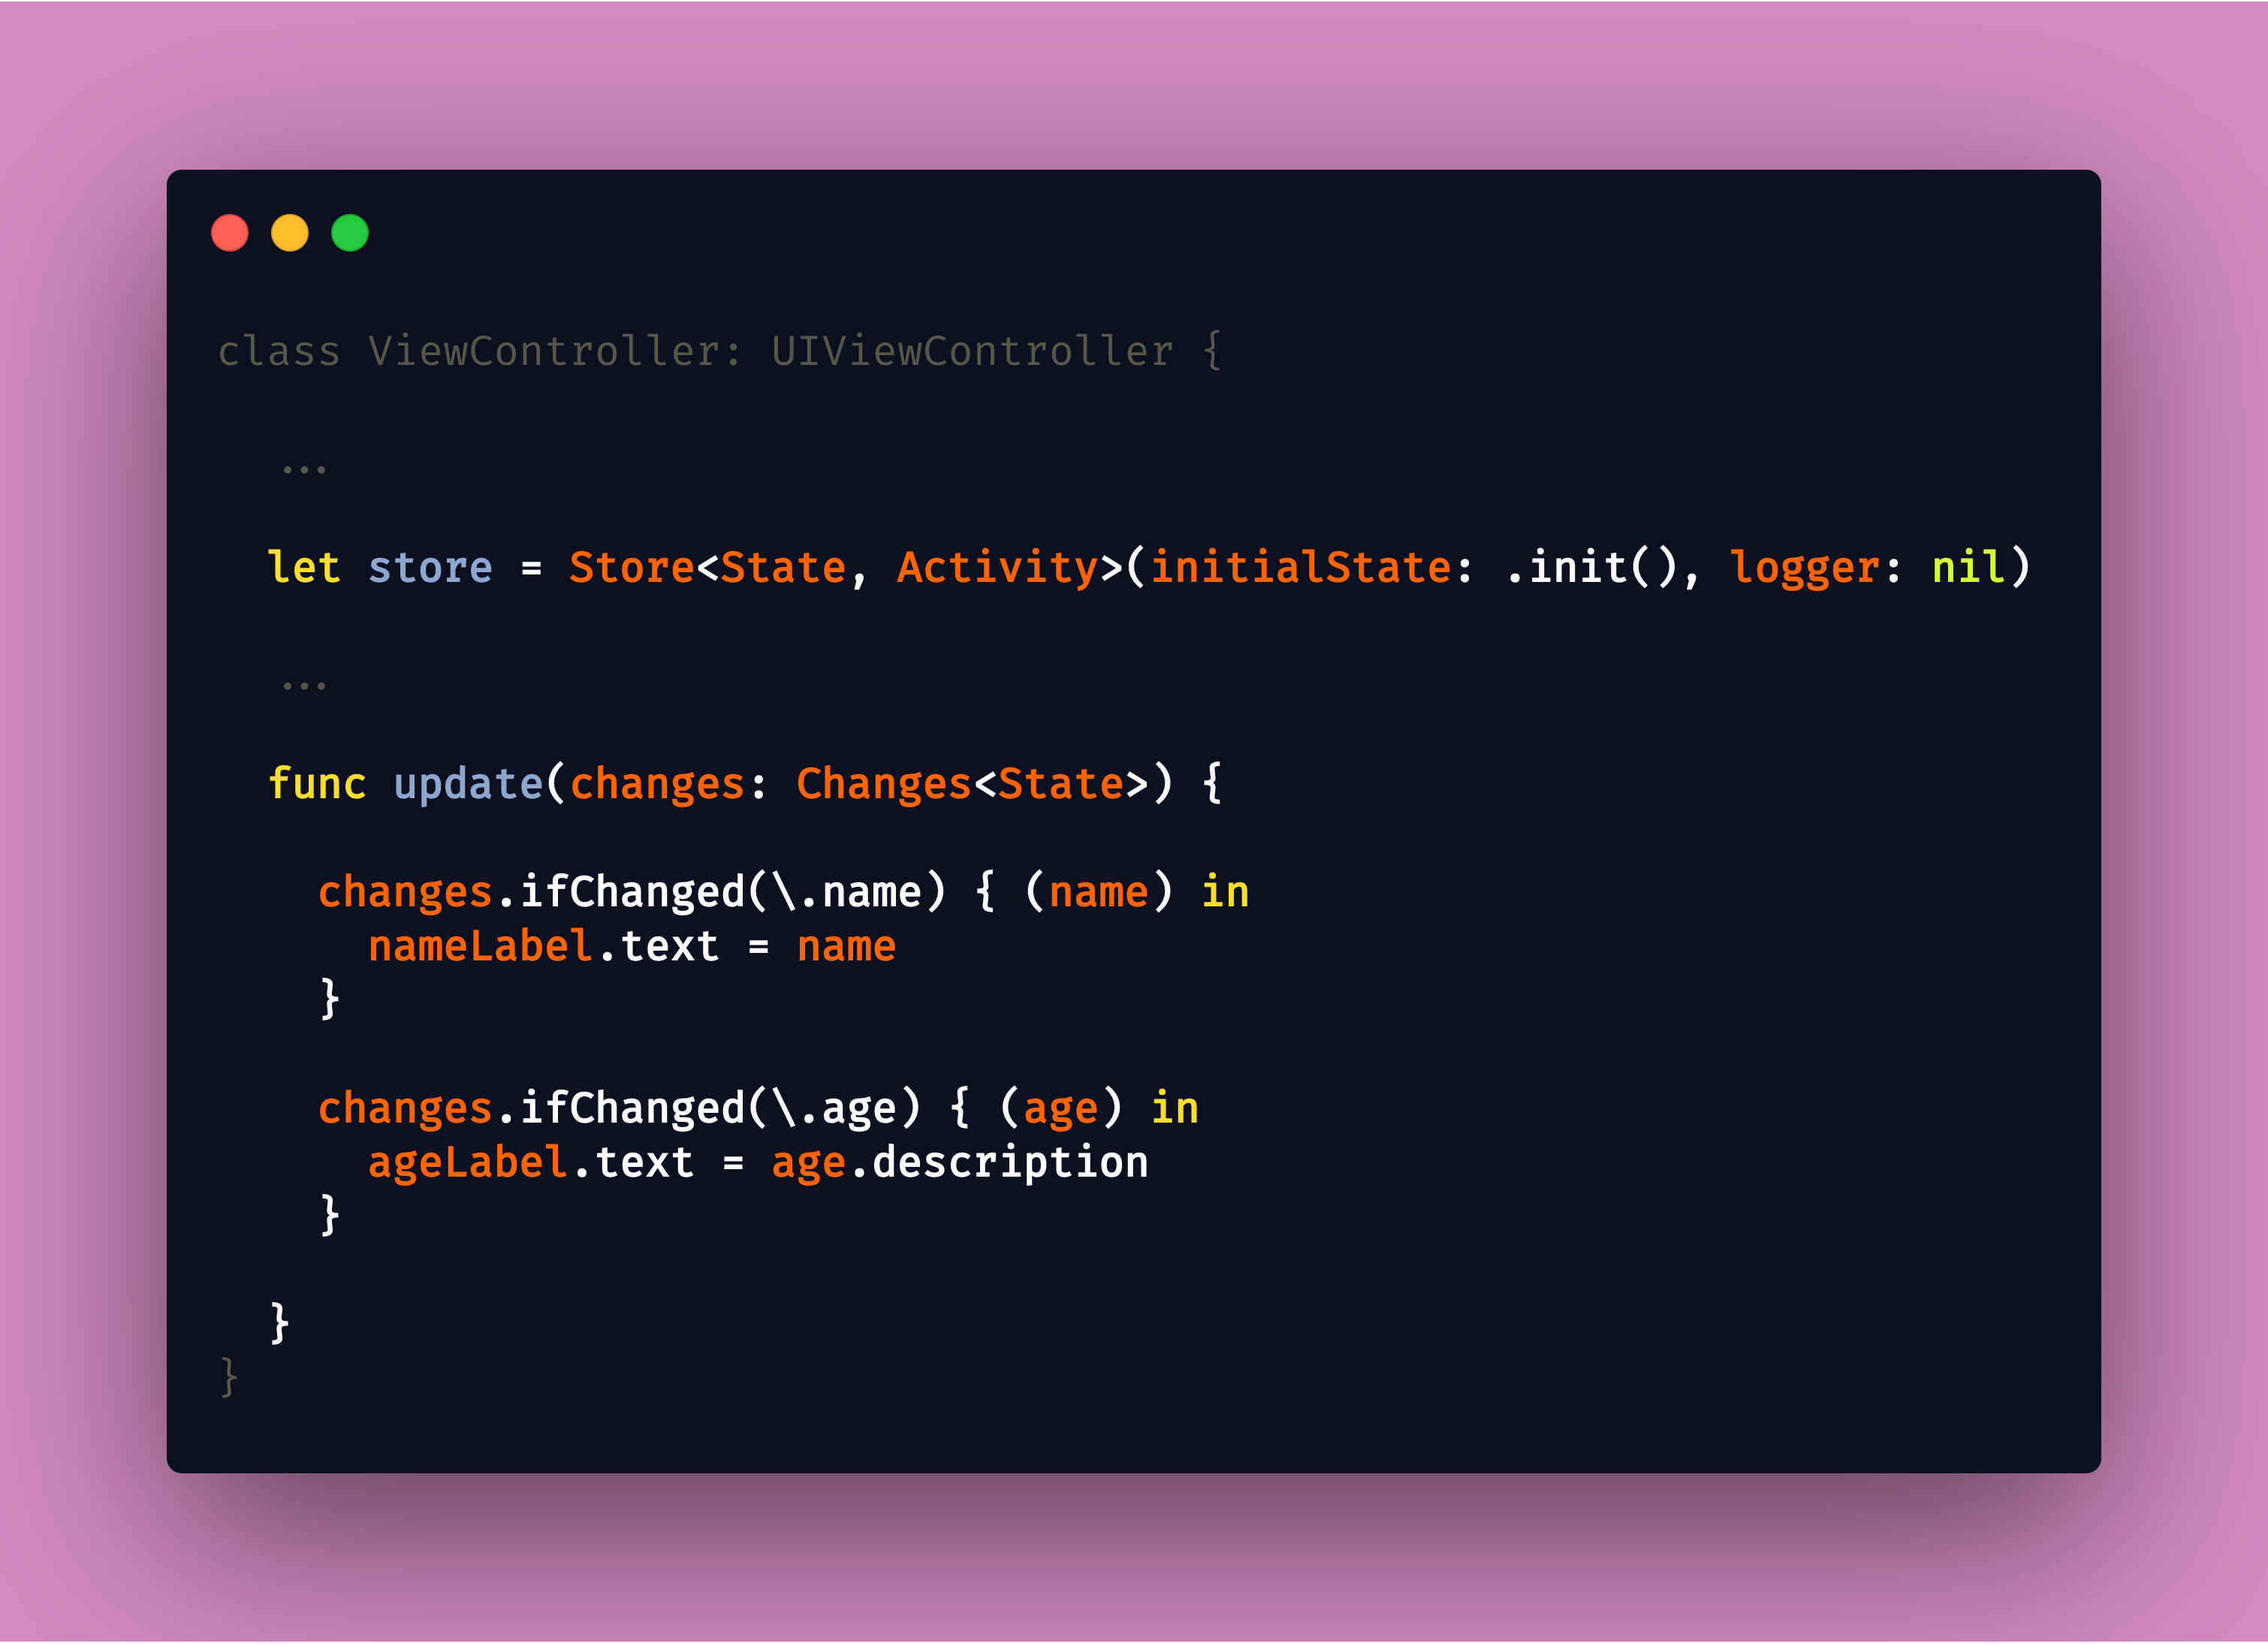 class ViewController: UIViewController {
...
let store = Store<State, Activity>(initialState: .init(), logger: nil)
...
func update(changes: Changes<State>) {
changes.ifChanged(\.name) { (name) in
nameLabel.text = name
}
changes.ifChanged(\.age) { (age) in
ageLabel.text = age.description
}
}
}